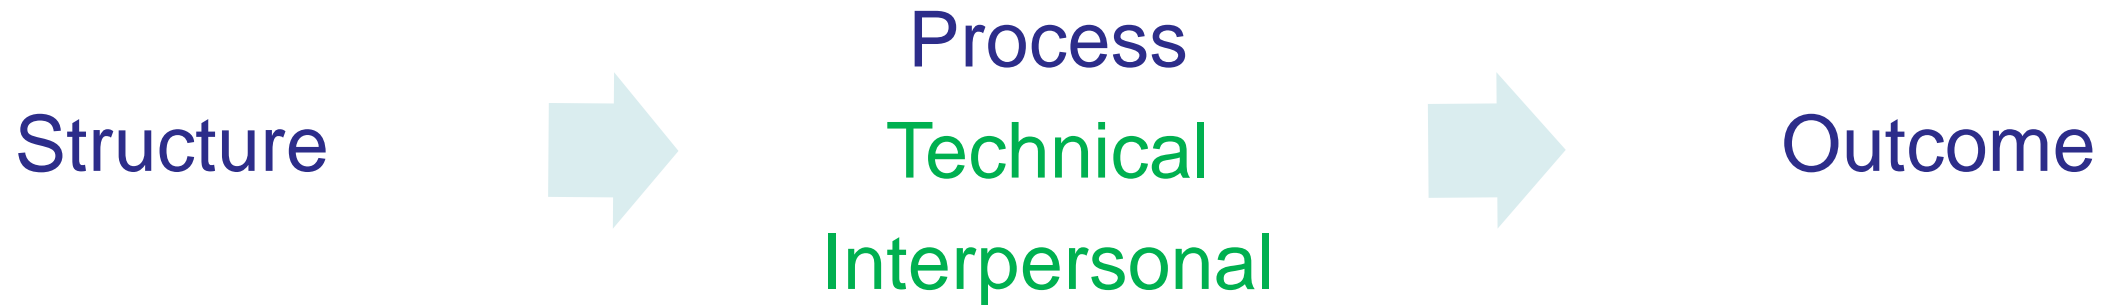 Structure
Process
Technical
Interpersonal
Outcome